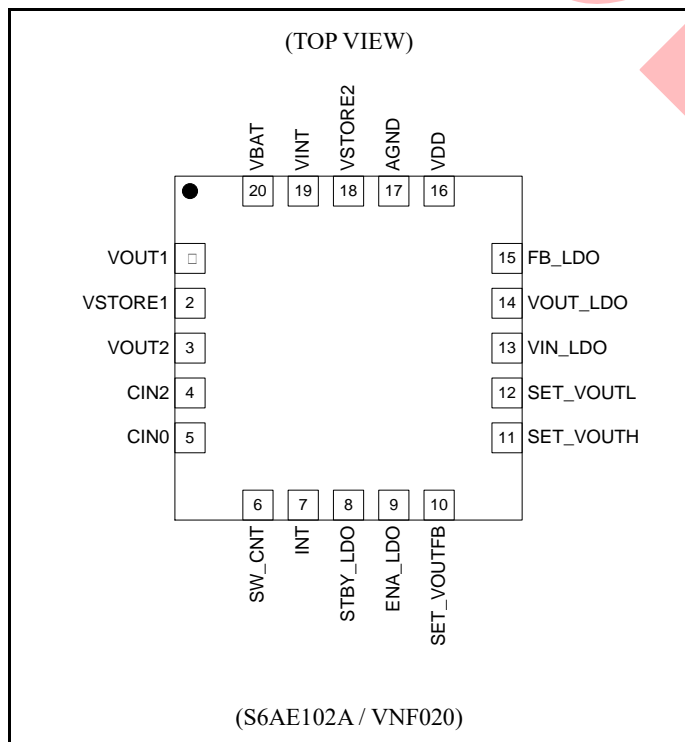 (TOP VIEW)
VBAT
VINT
VSTORE2
AGND
VDD
20 19 18 17 16
VOUT1
VSTORE1 2
VOUT2 3
CIN2 4
CIN0 5
15 FB_LDO
14 VOUT_LDO
13 VIN_LDO
12 SET_VOUTL
11 SET_VOUTH
6 7 8 9 10
SW_CNT
INT
STBY_LDO
ENA_LDO
SET_VOUTFB
(S6AE102A / VNF020)